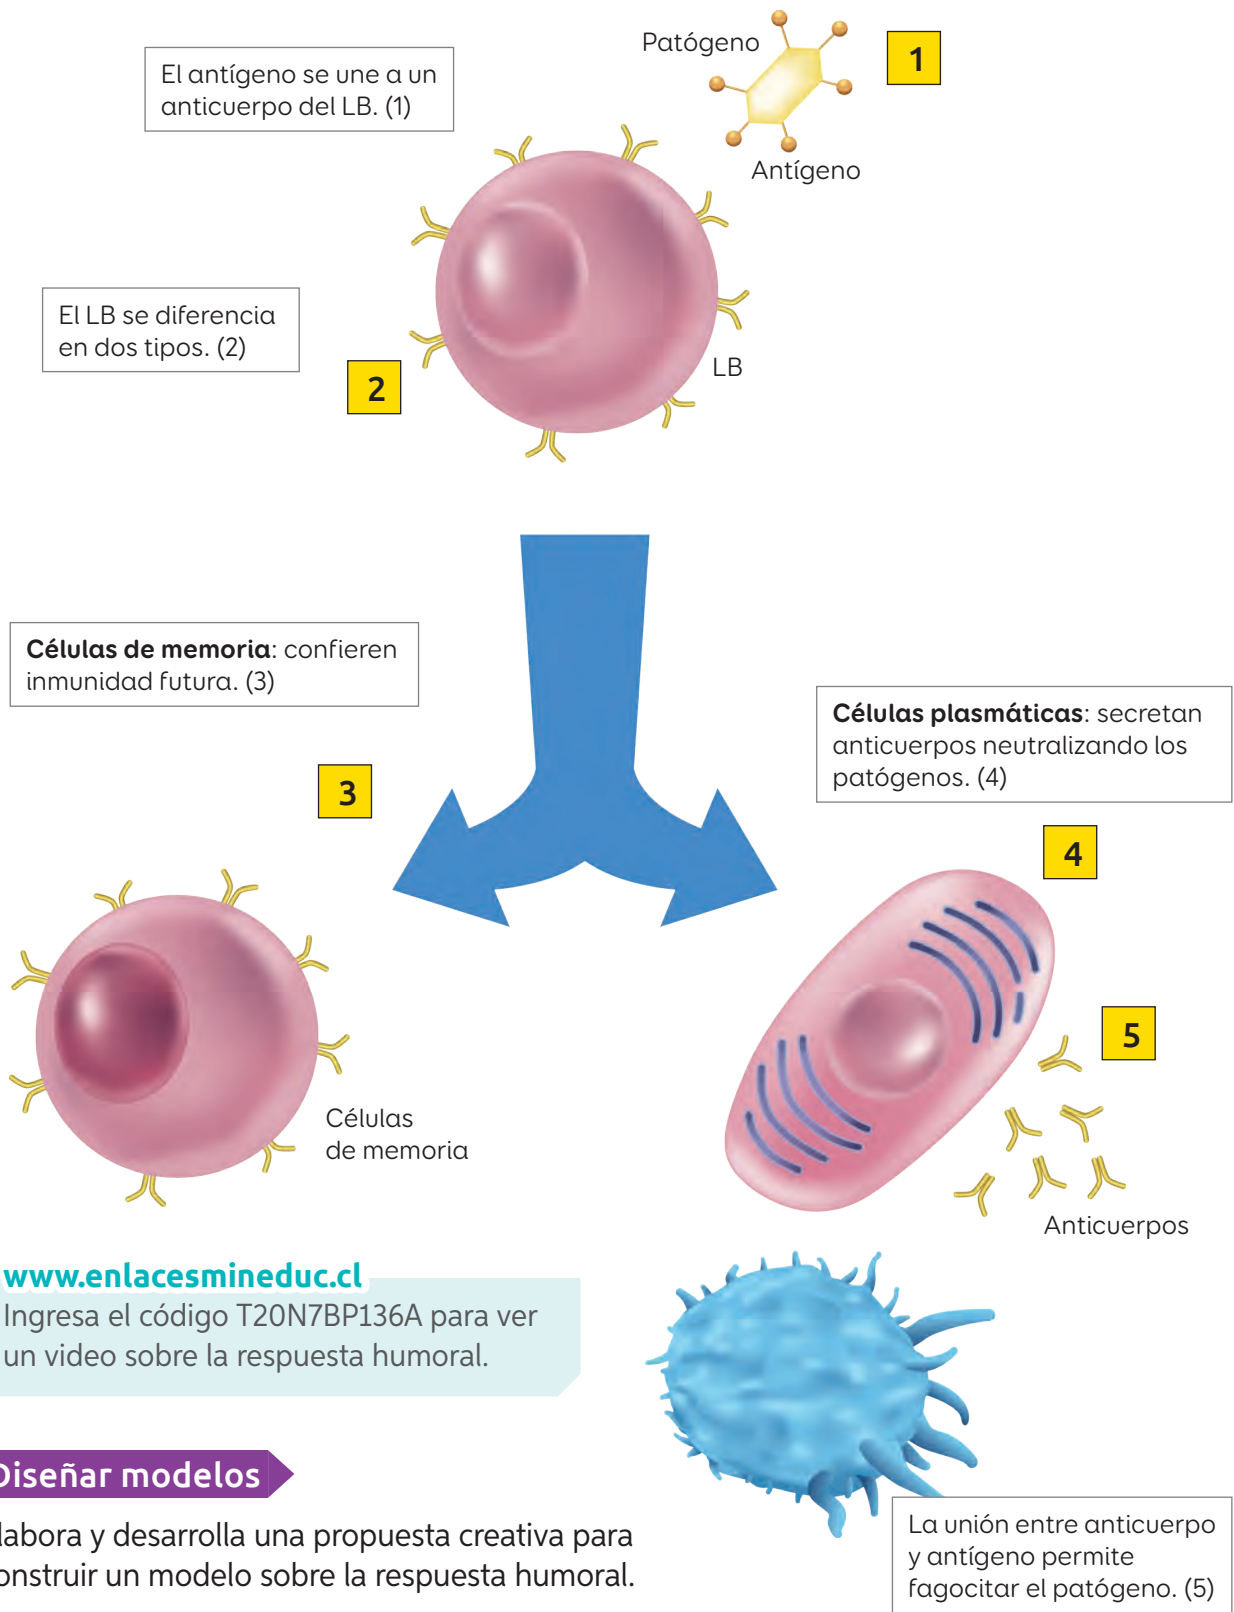 Patógeno
1
El antígeno se une a un
anticuerpo del LB. (1)
Antígeno
El LB se diferencia
en dos tipos. (2)
2
LB
Células de memoria: confieren
inmunidad futura. (3)
3
Células plasmáticas: secretan
anticuerpos neutralizando los
patógenos. (4)
4
5
Células
de memoria
Anticuerpos
www.enlacesmineduc.cl
Ingresa el código T20N7BP136A para ver
un video sobre la respuesta humoral.
Diseñar modelos
labora y desarrolla una propuesta creativa para
onstruir un modelo sobre la respuesta humoral.
La unión entre anticuerpo
y antígeno permite
fagocitar el patógeno. (5)